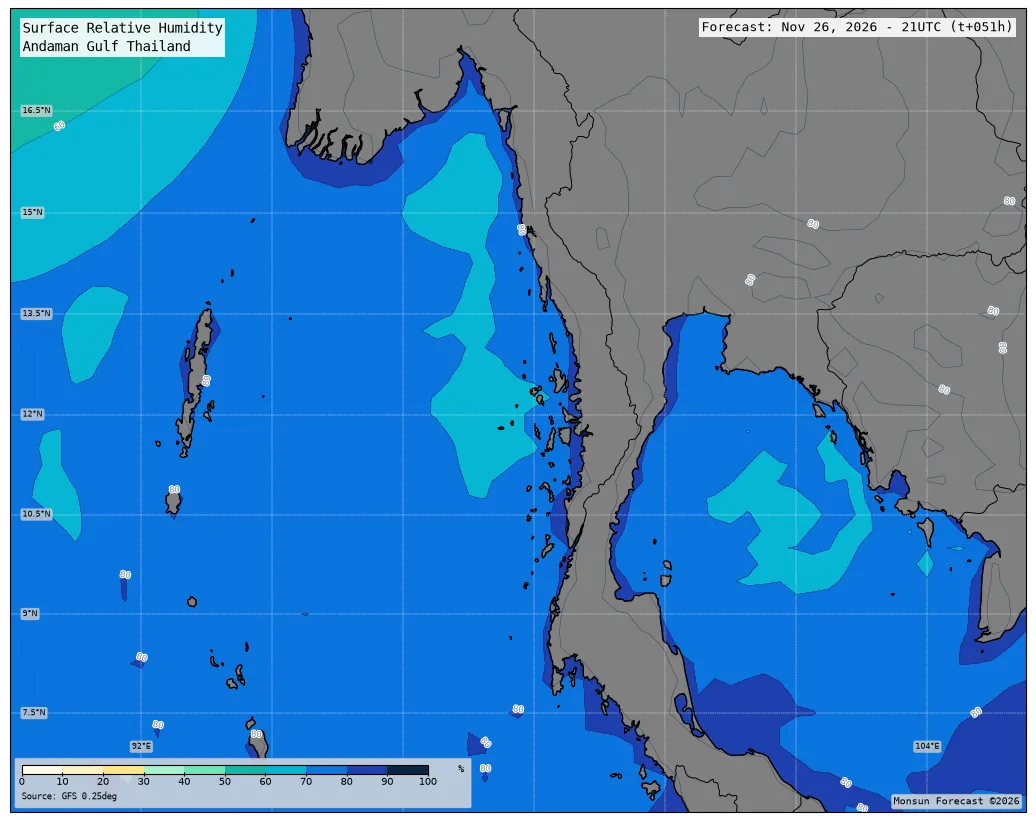 Surface Relative Humidity
Andaman Gulf Thailand
Forecast: Nov 26, 2026 - 21UTC (t+051h)
16.5°N
60
80
15°N
80
80
80
13.5°N
80
80
80
80
12°N
80
10.5°N
80
9°N
80
7.5°N
80
80
80
80
80
92°E
104°E
80
80
80
%
0 10 20 30 40 50 60 70 80 90 100
Source: GFS 0.25deg
Monsun Forecast ©2026